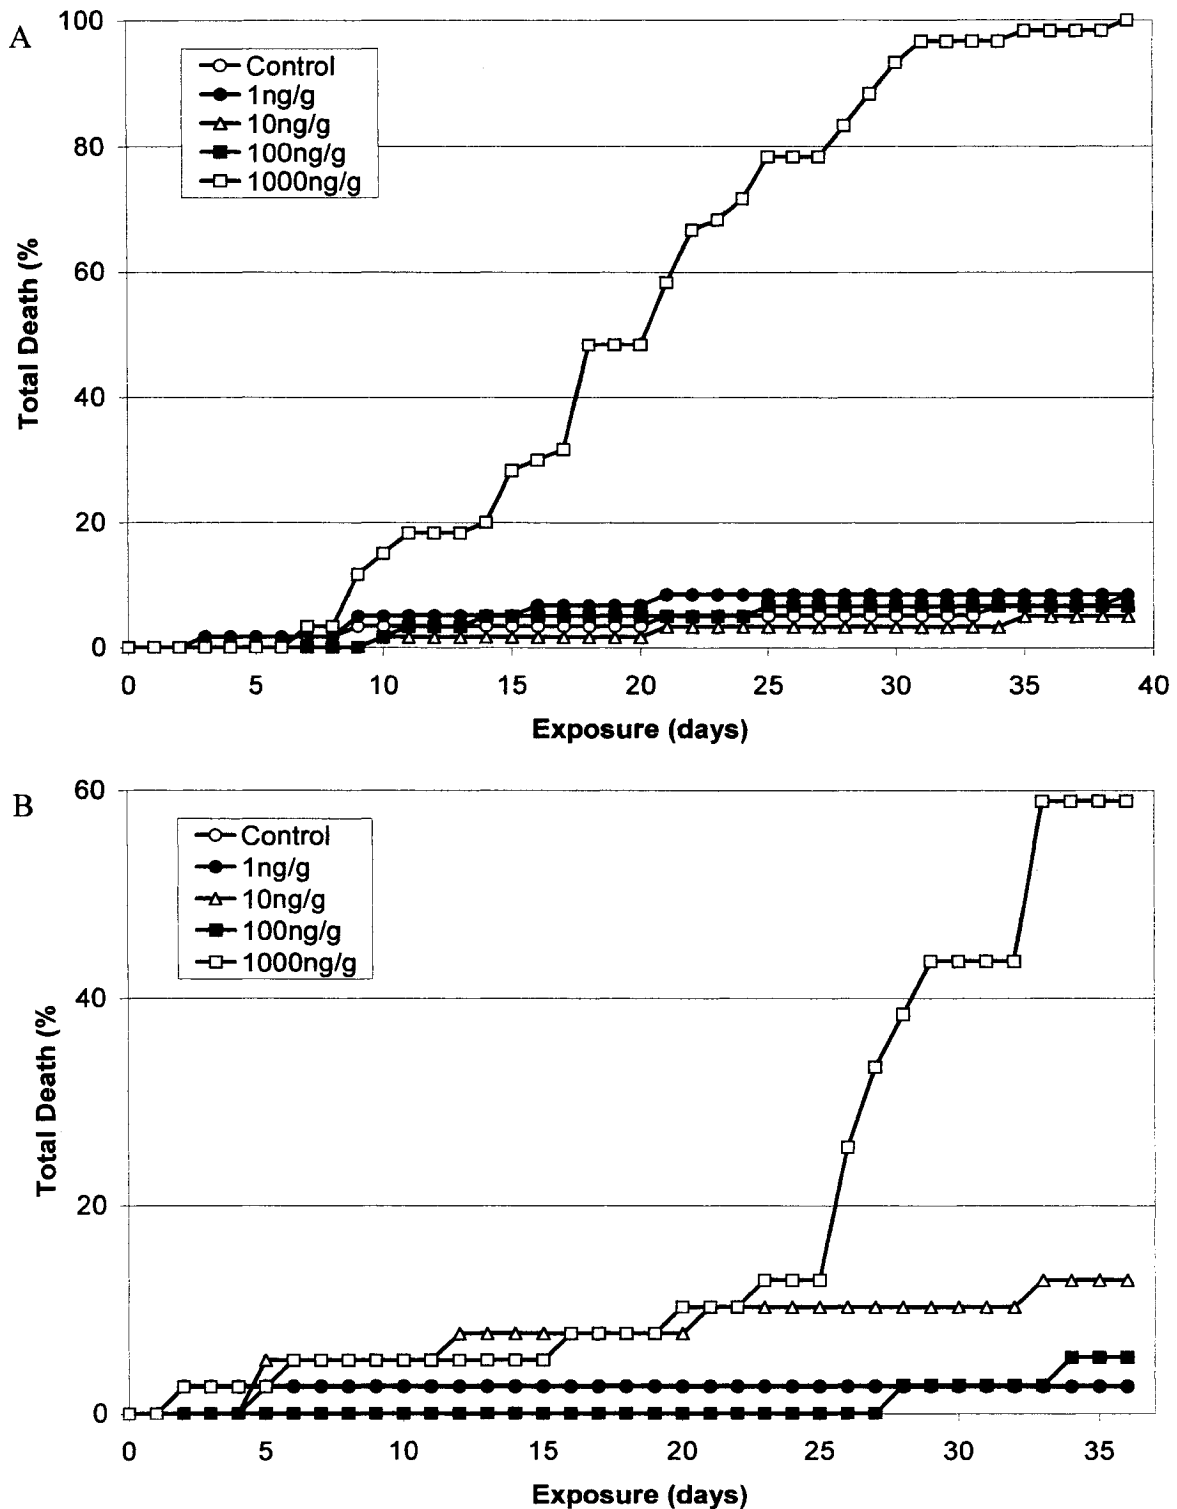 A
100
80
60
40
20
0
Total Death (%
Control
1ng/g
10ng/g
100ng/g
1000ng/g
0 5 10 15 20 25 30 35 40
Exposure (days)
B
60
40
20
0
Total Death (%
Control
1ng/g
10ng/g
100ng/g
1000ng/g
0 5 10 15 20 25 30 35
Exposure (days)